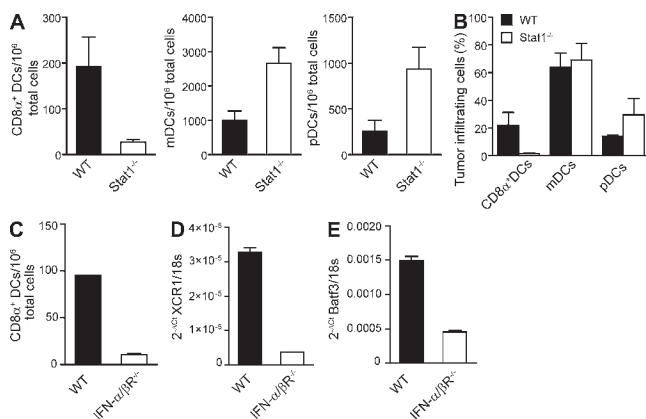 A
CD8α⁺ DCs/10⁶
total cells
300
200
100
0
WT
Stat1⁻/⁻
mDCs/10⁶ total cells
4000
3000
2000
1000
0
WT
Stat1⁻/⁻
pDCs/10⁶ total cells
1500
1000
500
0
WT
Stat1⁻/⁻
B
WT
Stat1⁻/⁻
Tumor infiltrating cells (%)
100
80
60
40
20
0
CD8α⁺DCs
mDCs
pDCs
C
CD8α⁺ DCs/10⁶
total cells
150
100
50
0
WT
IFN-α/βR⁻/⁻
D
2⁻ΔCt XCR1/18s
4×10⁻⁵
3×10⁻⁵
2×10⁻⁵
1×10⁻⁵
0
WT
IFN-α/βR⁻/⁻
E
2⁻ΔCt Batf3/18s
0.0020
0.0015
0.0010
0.0005
0.000
WT
IFN-α/βR⁻/⁻